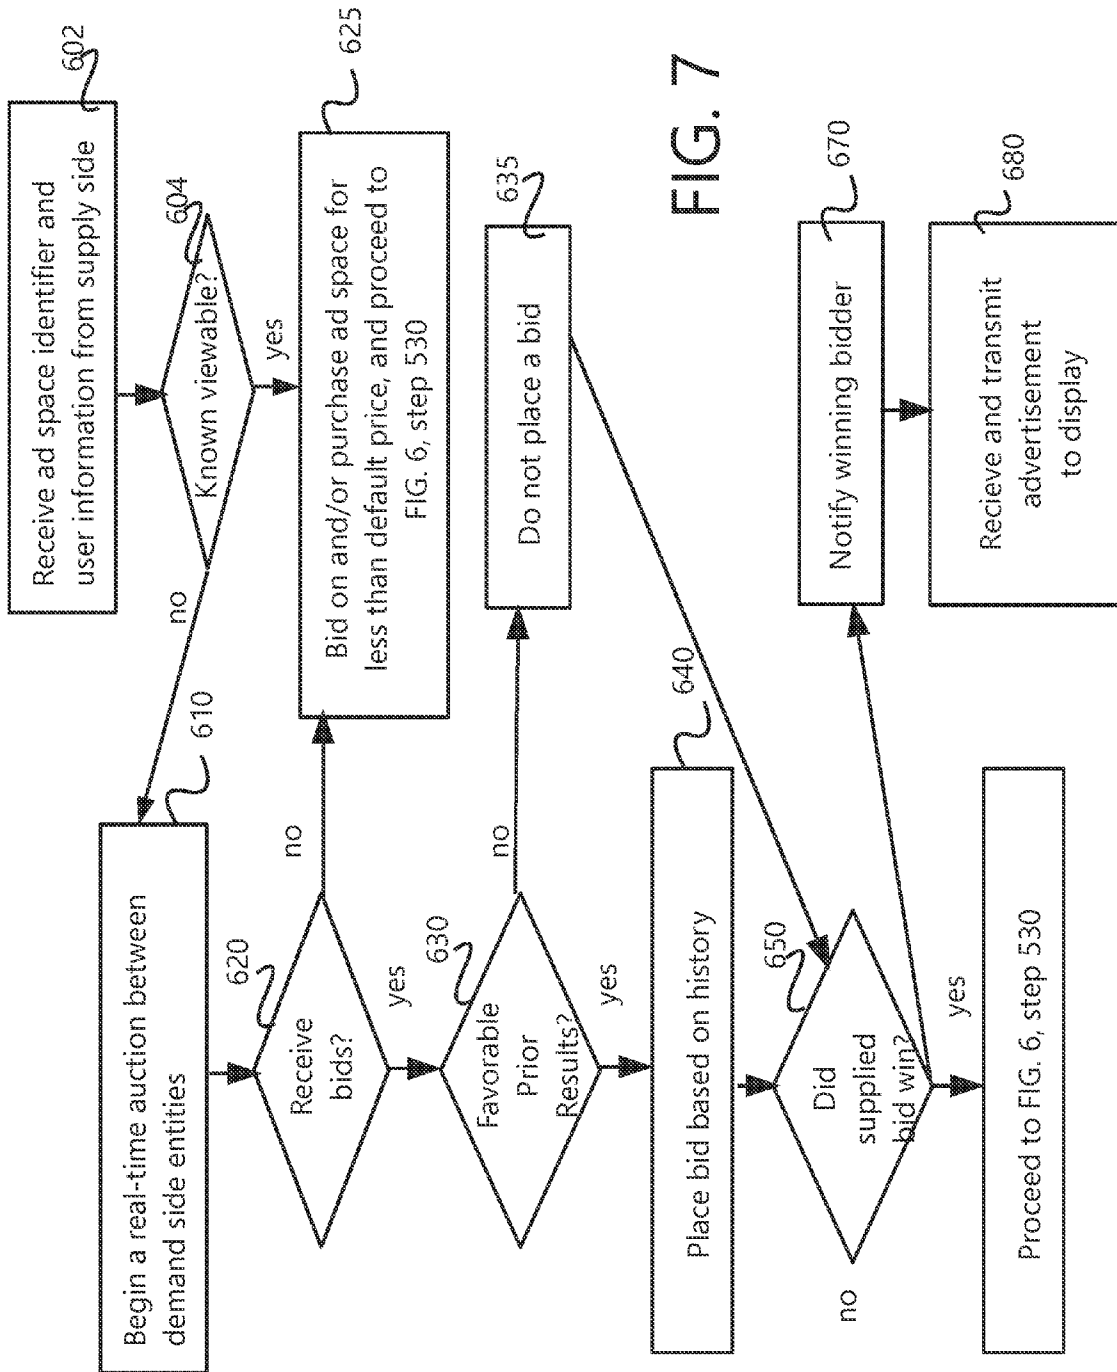 602
Receive ad space identifier and
user information from supply side
604
Known viewable?
no
yes
610
Begin a real-time auction between
demand side entities
620
Receive
bids?
no
yes
625
Bid on and/or purchase ad space for
less than default price, and proceed to
FIG. 6, step 530
630
Favorable
Prior
Results?
no
yes
635
Do not place a bid
640
Place bid based on history
650
Did
supplied
bid win?
no
yes
Proceed to FIG. 6, step 530
670
Notify winning bidder
680
Recieve and transmit
advertisement
to display
FIG. 7